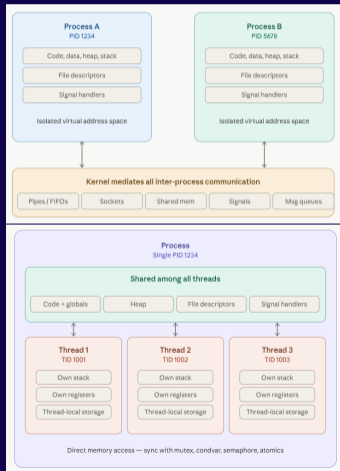 Process A
PID 1234
Code, data, heap, stack
File descriptors
Signal handlers
Isolated virtual address space
Process B
PID 5678
Code, data, heap, stack
File descriptors
Signal handlers
Isolated virtual address space
Kernel mediates all inter-process communication
Pipes / FIFOs
Sockets
Shared mem
Signals
Msg queues
Process
Single PID 1234
Shared among all threads
Code + globals
Heap
File descriptors
Signal handlers
Thread 1
TID 1001
Own stack
Own registers
Thread-local storage
Thread 2
TID 1002
Own stack
Own registers
Thread-local storage
Thread 3
TID 1003
Own stack
Own registers
Thread-local storage
Direct memory access — sync with mutex, condvar, semaphore, atomics